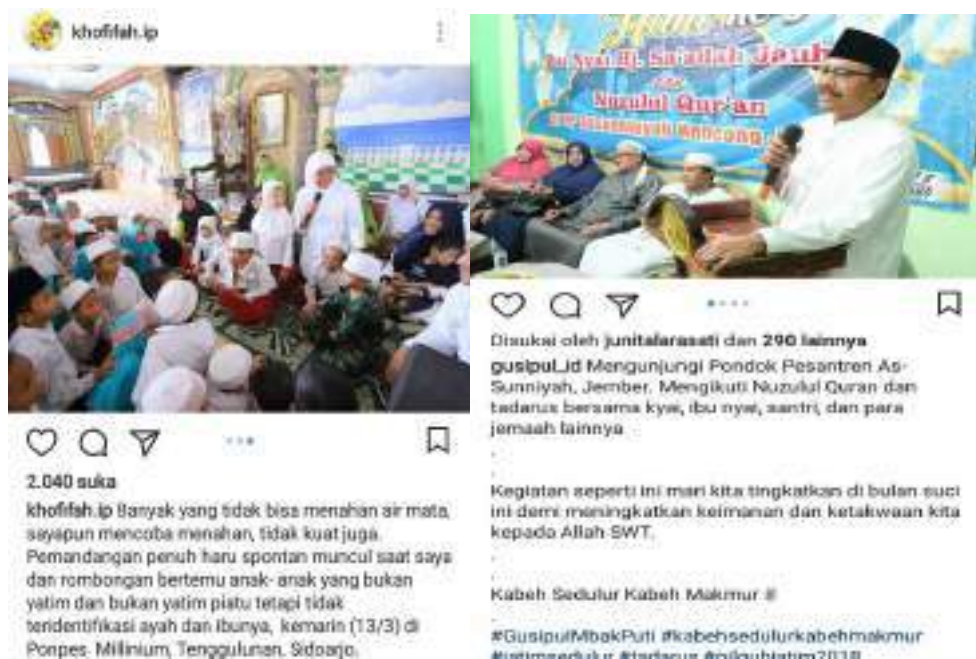 khofifah.ip
2.040 suka
khofifah.ip Banyak yang tidak bisa menahan air mata,
sayapun mencoba menahan, tidak kuat juga.
Pemandangan penuh haru spontan muncul saat saya
dan rombongan bertemu anak- anak yang bukan
yatim dan bukan yatim piatu tetapi tidak
teridentifikasi ayah dan ibunya, kemarin (13/3) di
Ponpes Millinium, Tenggulunan, Sidoarjo.
Nuzulul Qur'an
Disukai oleh junitalarasati dan 290 lainnya
gusipul_id Mengunjungi Pondok Pesantren As-
Sunniyah, Jember. Mengikuti Nuzulul Quran dan
tadarus bersama kyai, ibu nyai, santri, dan para
jemaah lainnya
.
.
Kegiatan seperti ini mari kita tingkatkan di bulan suci
ini demi meningkatkan keimanan dan ketakwaan kita
kepada Allah SWT.
.
.
Kabeh Sedulur Kabeh Makmur
.
#GusipulMbakPuti #kabehsedulurkabehmakmur
#jatimsedulur #tadarus #pilgubjatim2018